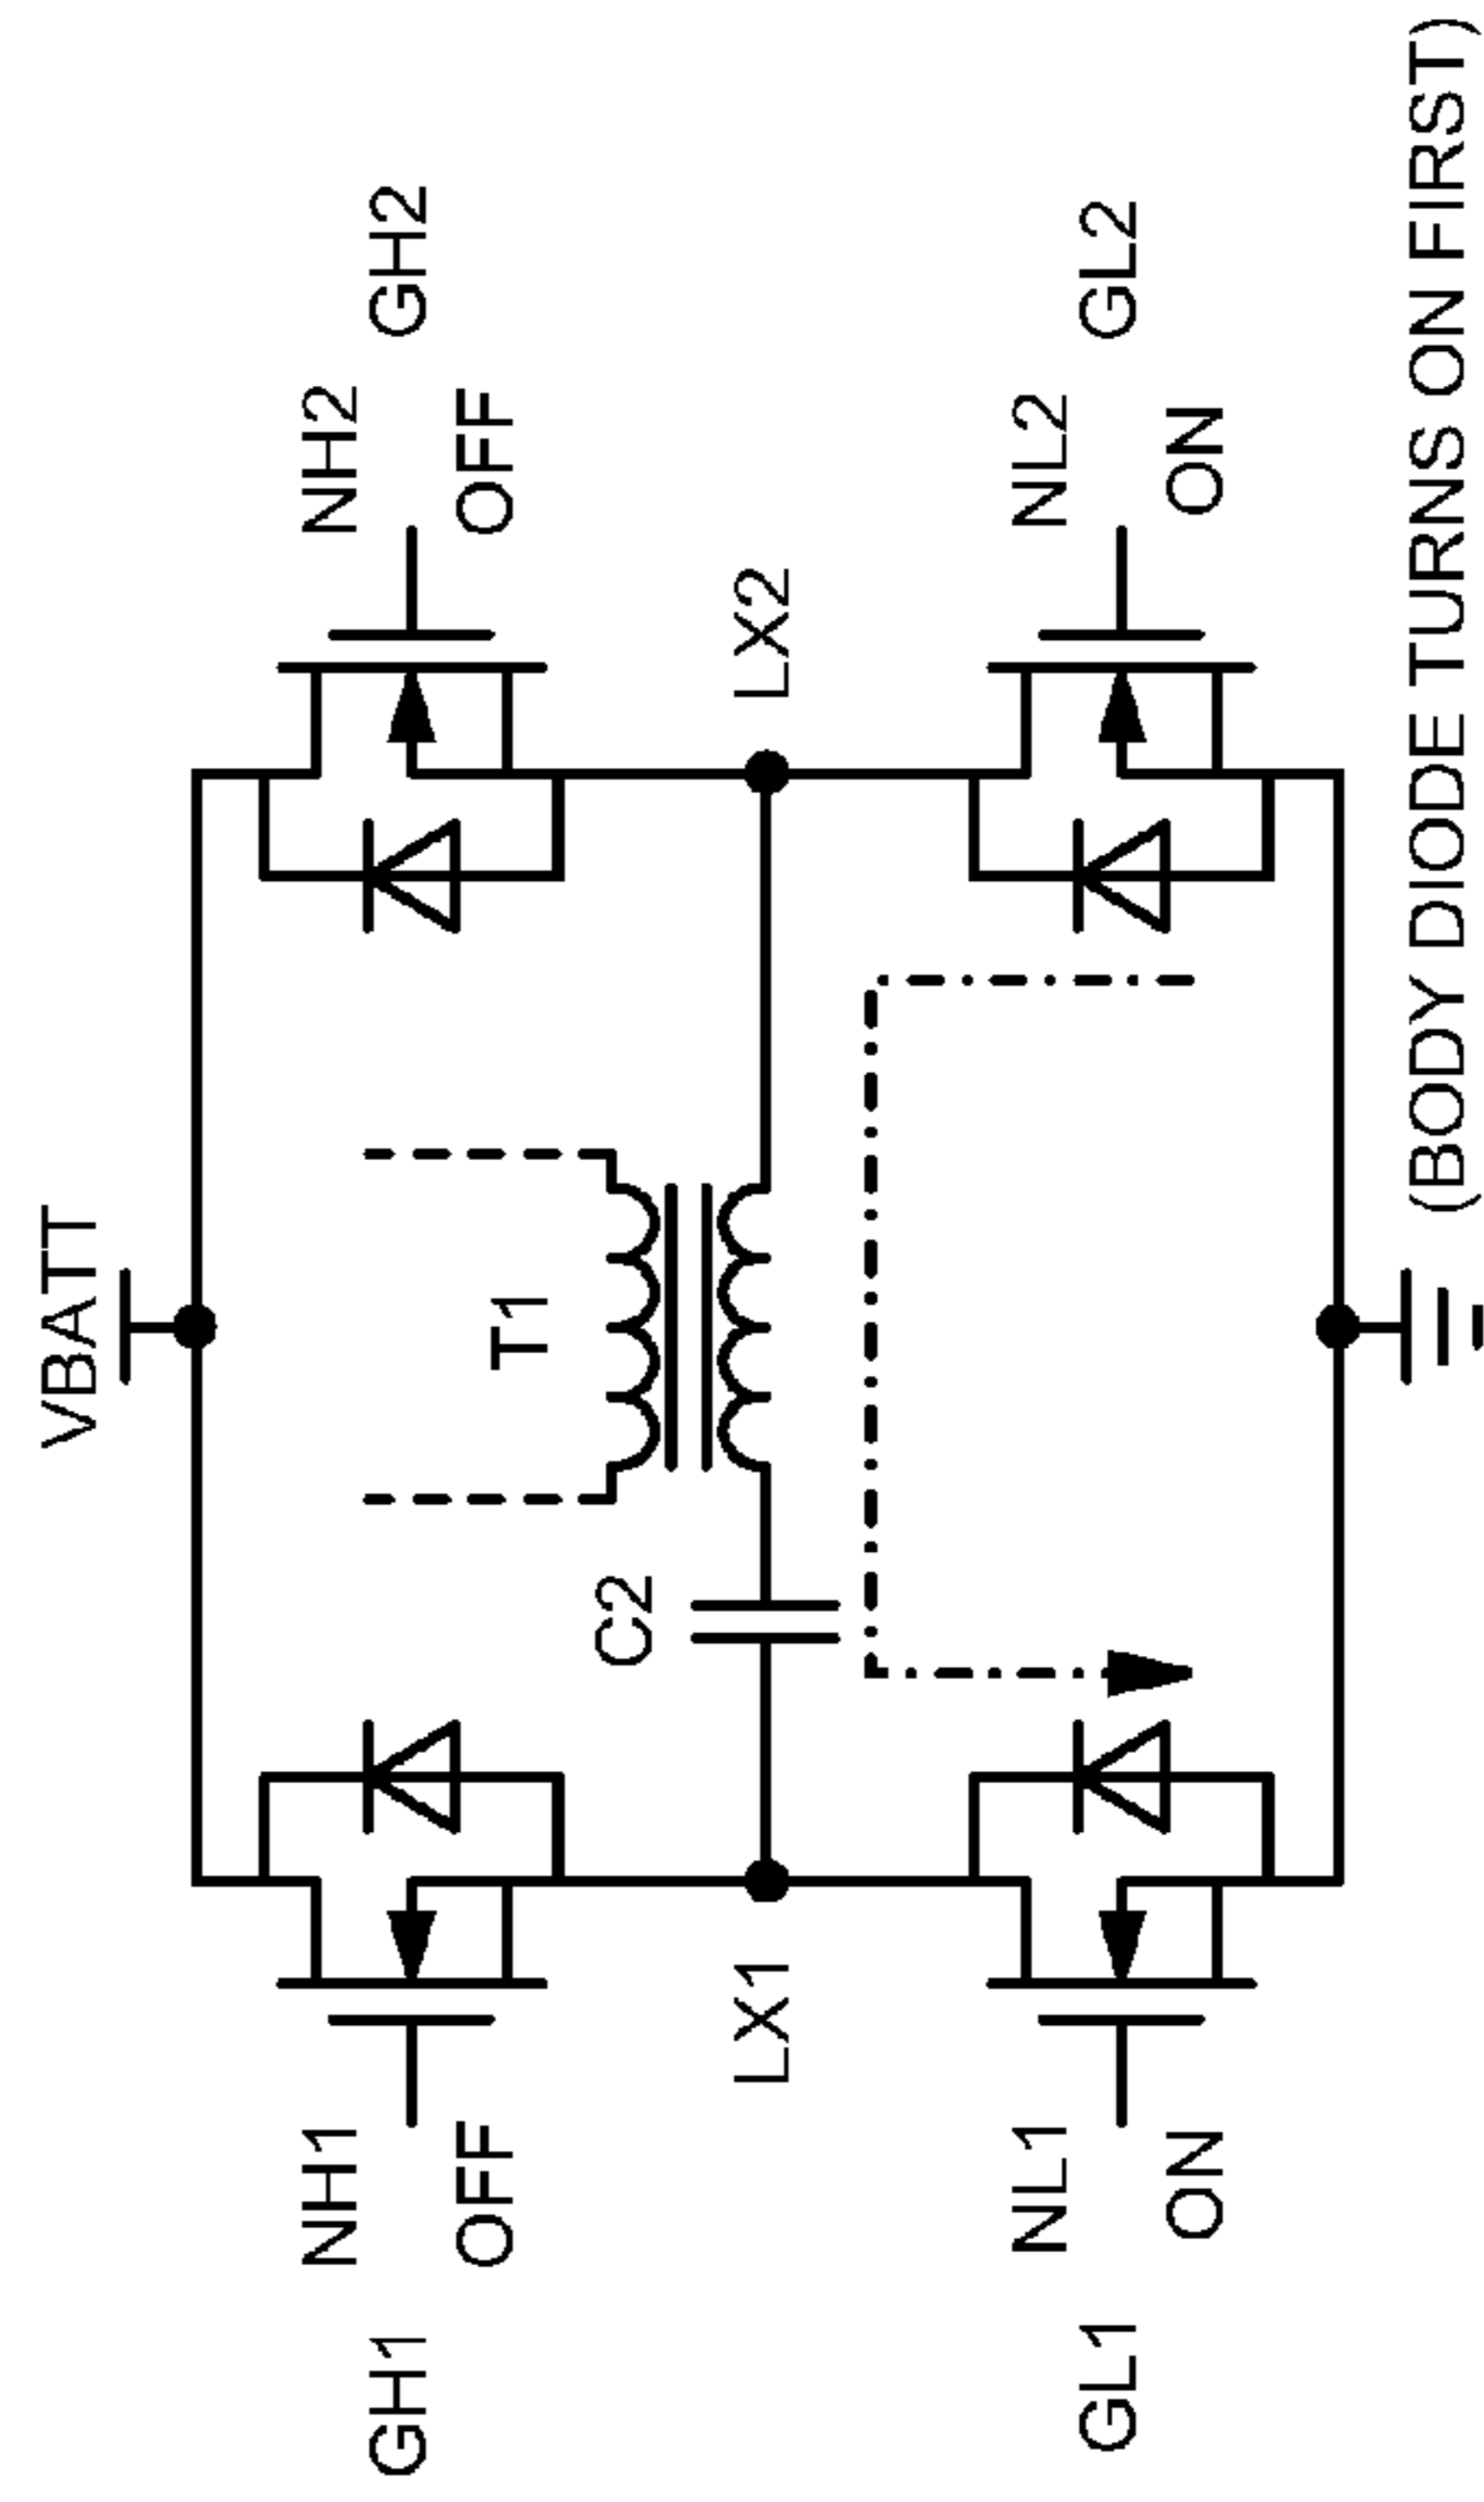 VBATT
NH1
GH1
OFF
NH2
GH2
OFF
T1
C2
LX1
LX2
NL1
GL1
ON
NL2
GL2
ON
(BODY DIODE TURNS ON FIRST)